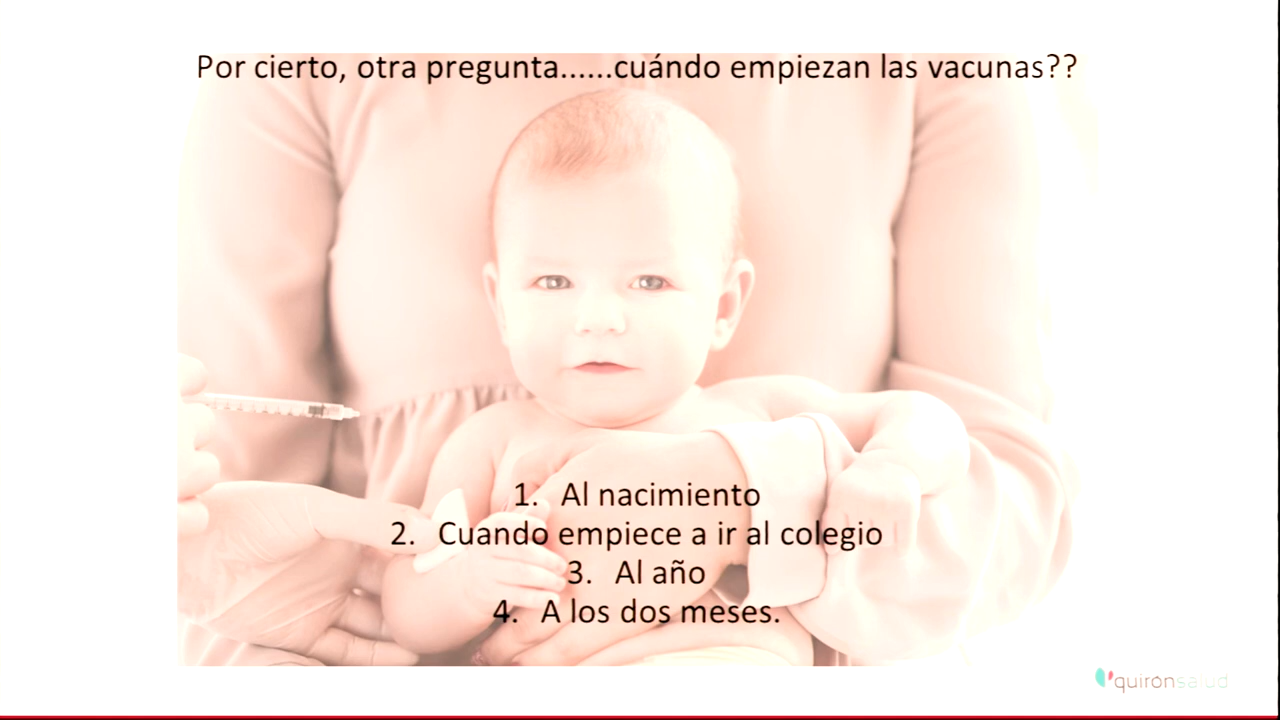 Por cierto, otra pregunta......cuándo empiezan las vacunas??
1. Al nacimiento
2. Cuando empiece a ir al colegio
3. Al año
4. A los dos meses.
quirónsalud